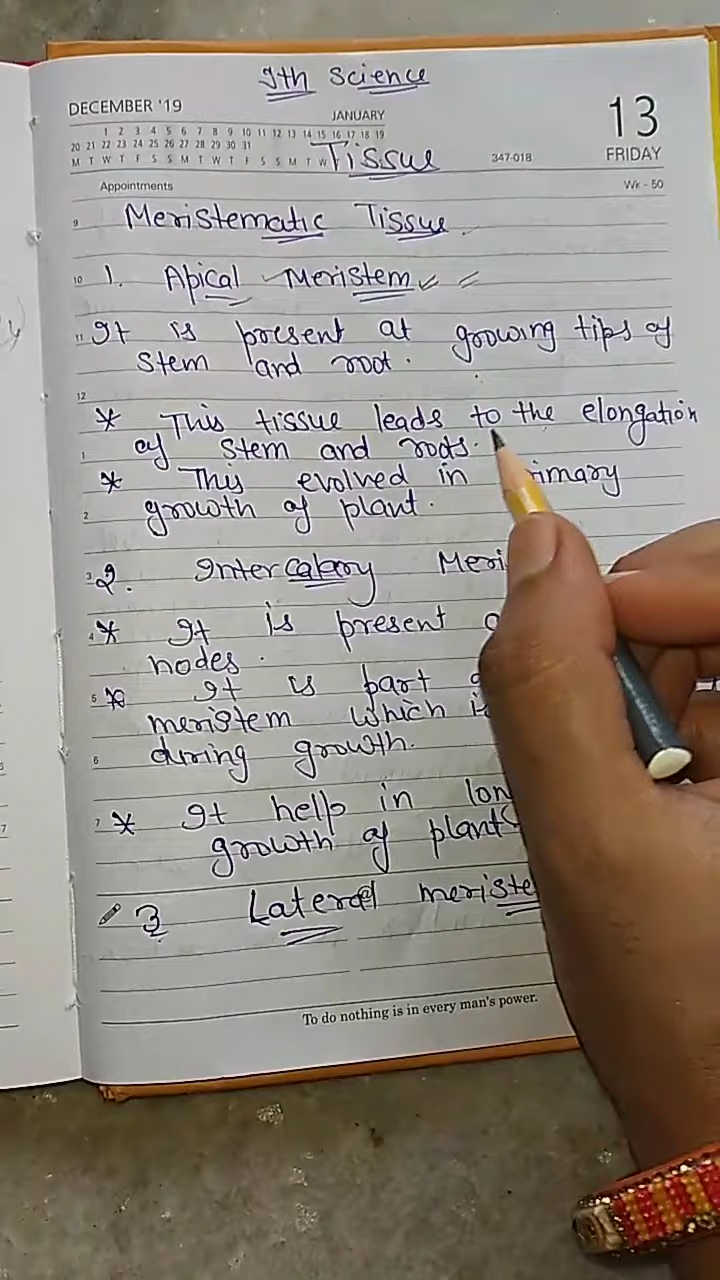 9th Science
DECEMBER '19
JANUARY
13
1 2 3 4 5 6 7 8 9 10 11 12 13 14 15 16 17 18 19
20 21 22 23 24 25 26 27 28 29 30 31
M T W T F S S M T W T F S S M T W
Tissue
347-018
FRIDAY
Appointments
Wk - 50
9 Meristematic Tissue
10 1. Apical Meristem
11 It is present at growing tips of
stem and root.
12
* This tissue leads to the elongation
1 of stem and roots.
* This evolved in
2 growth of plant.
3 2. Intercalary Meri
4 * It is present
nodes.
5 * It is part
meristem which
6 during growth.
7 * It help in lon
growth of plant
3 Lateral meriste
To do nothing is in every man's power.